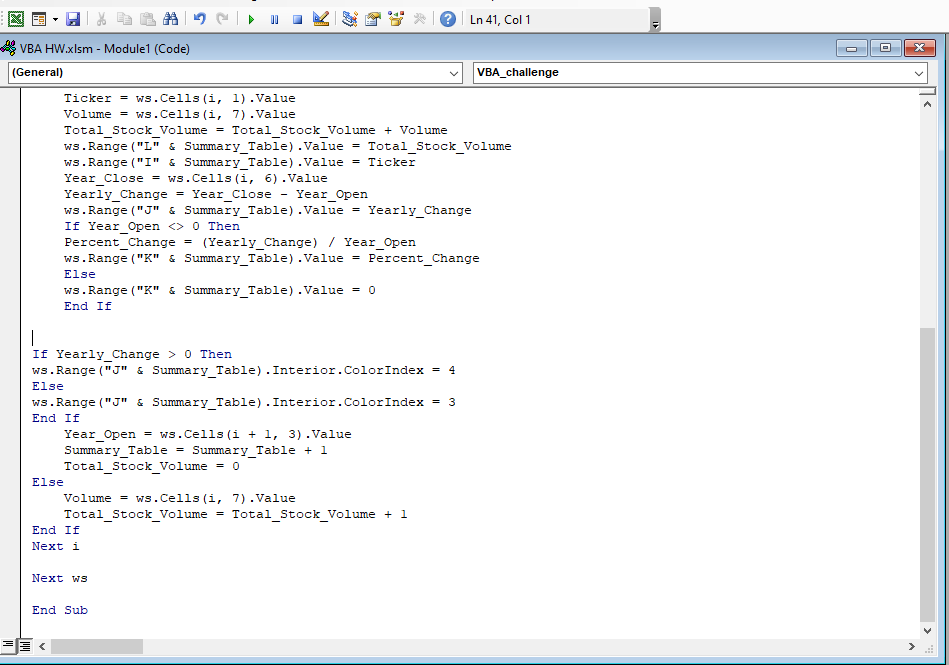 Ln 41, Col 1
VBA HW.xlsm - Module1 (Code)
(General)
VBA_challenge
Ticker = ws.Cells(i, 1).Value
Volume = ws.Cells(i, 7).Value
Total_Stock_Volume = Total_Stock_Volume + Volume
ws.Range("L" & Summary_Table).Value = Total_Stock_Volume
ws.Range("I" & Summary_Table).Value = Ticker
Year_Close = ws.Cells(i, 6).Value
Yearly_Change = Year_Close - Year_Open
ws.Range("J" & Summary_Table).Value = Yearly_Change
If Year_Open <> 0 Then
Percent_Change = (Yearly_Change) / Year_Open
ws.Range("K" & Summary_Table).Value = Percent_Change
Else
ws.Range("K" & Summary_Table).Value = 0
End If
If Yearly_Change > 0 Then
ws.Range("J" & Summary_Table).Interior.ColorIndex = 4
Else
ws.Range("J" & Summary_Table).Interior.ColorIndex = 3
End If
Year_Open = ws.Cells(i + 1, 3).Value
Summary_Table = Summary_Table + 1
Total_Stock_Volume = 0
Else
Volume = ws.Cells(i, 7).Value
Total_Stock_Volume = Total_Stock_Volume + 1
End If
Next i
Next ws
End Sub